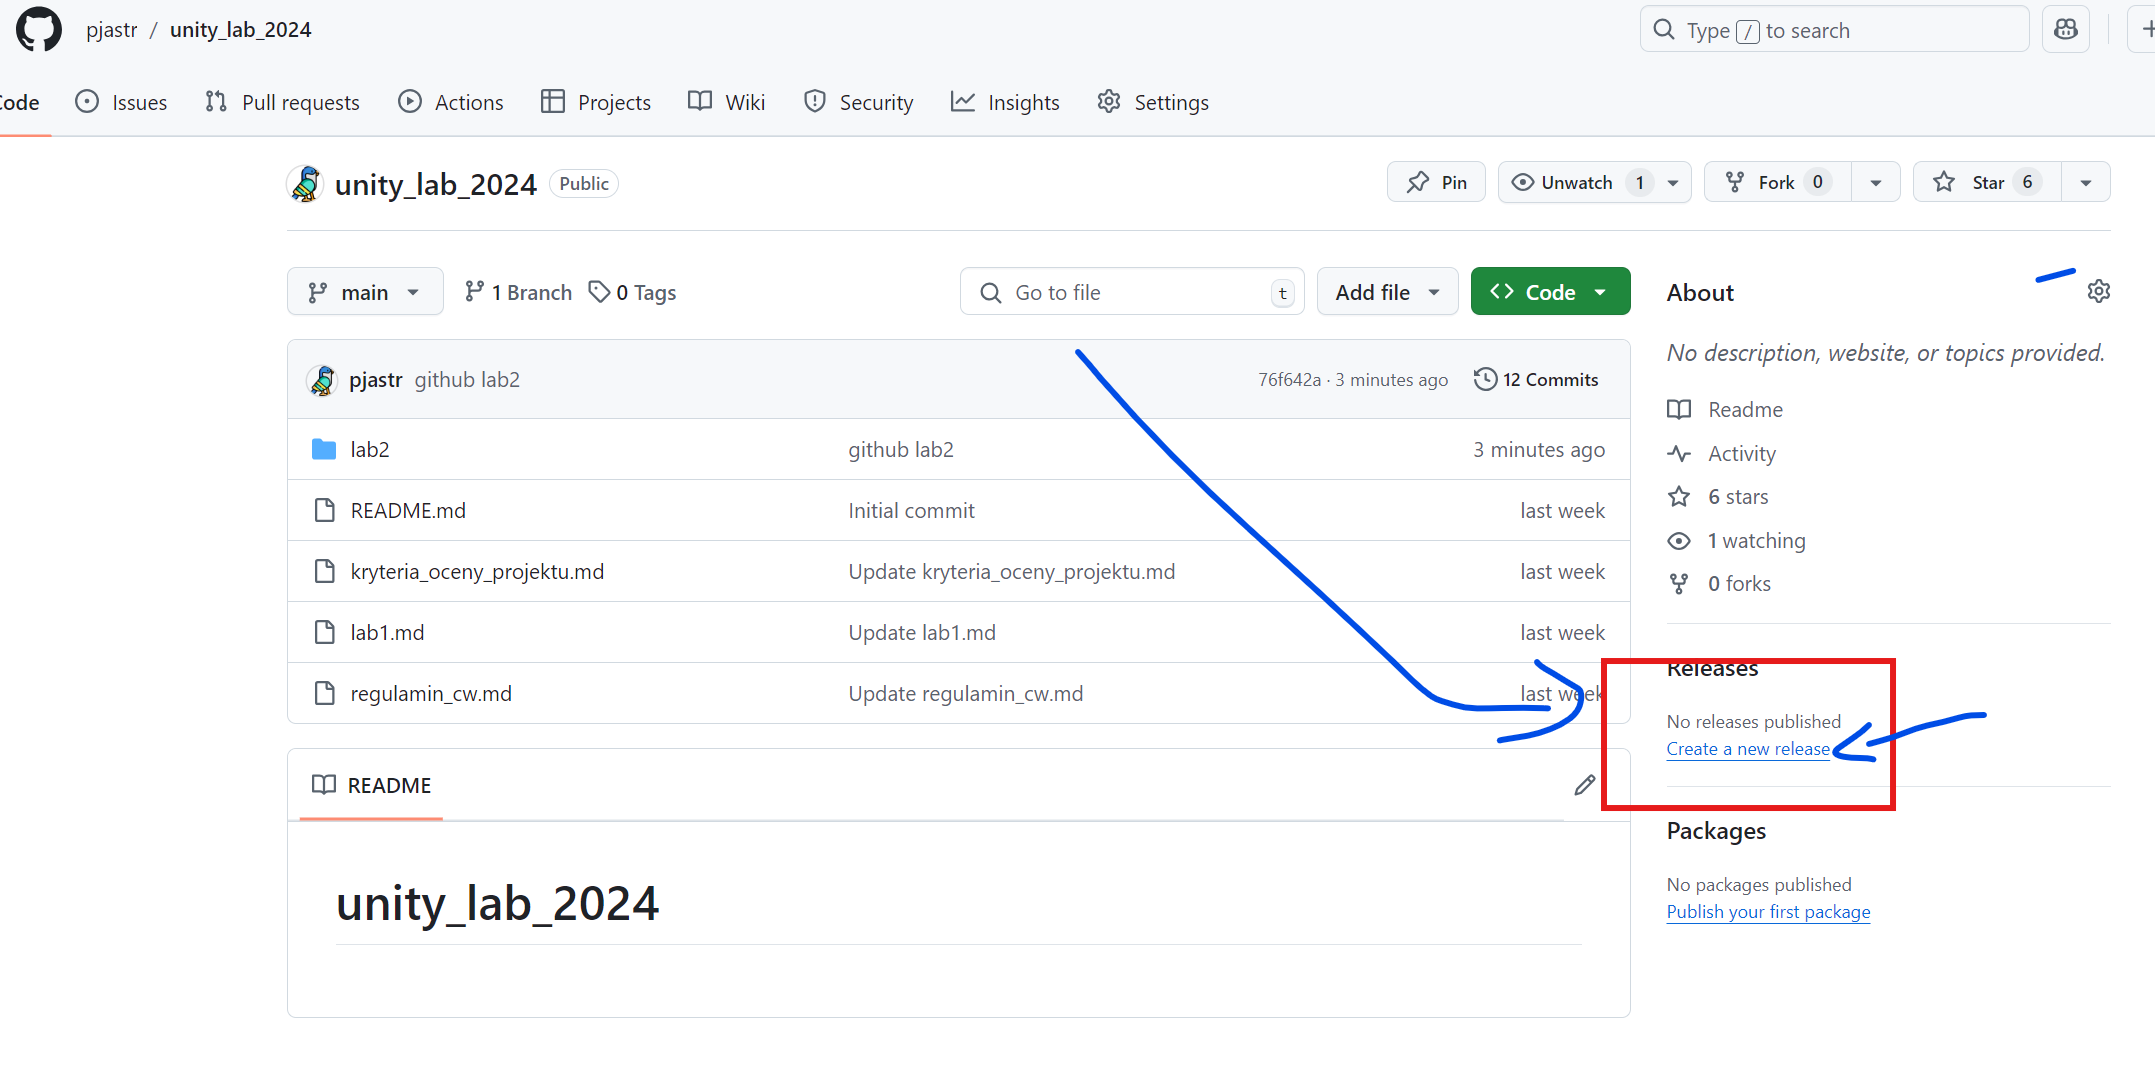 pjastr / unity_lab_2024
Type / to search
Code Issues Pull requests Actions Projects Wiki Security Insights Settings
unity_lab_2024 Public
Pin Unwatch 1 Fork 0 Star 6
main 1 Branch 0 Tags
Go to file t Add file Code
pjastr github lab2 76f642a · 3 minutes ago 12 Commits
lab2 github lab2 3 minutes ago
README.md Initial commit last week
kryteria_oceny_projektu.md Update kryteria_oceny_projektu.md last week
lab1.md Update lab1.md last week
regulamin_cw.md Update regulamin_cw.md last week
README
unity_lab_2024
About
No description, website, or topics provided.
Readme
Activity
6 stars
1 watching
0 forks
Releases
No releases published
Create a new release
Packages
No packages published
Publish your first package